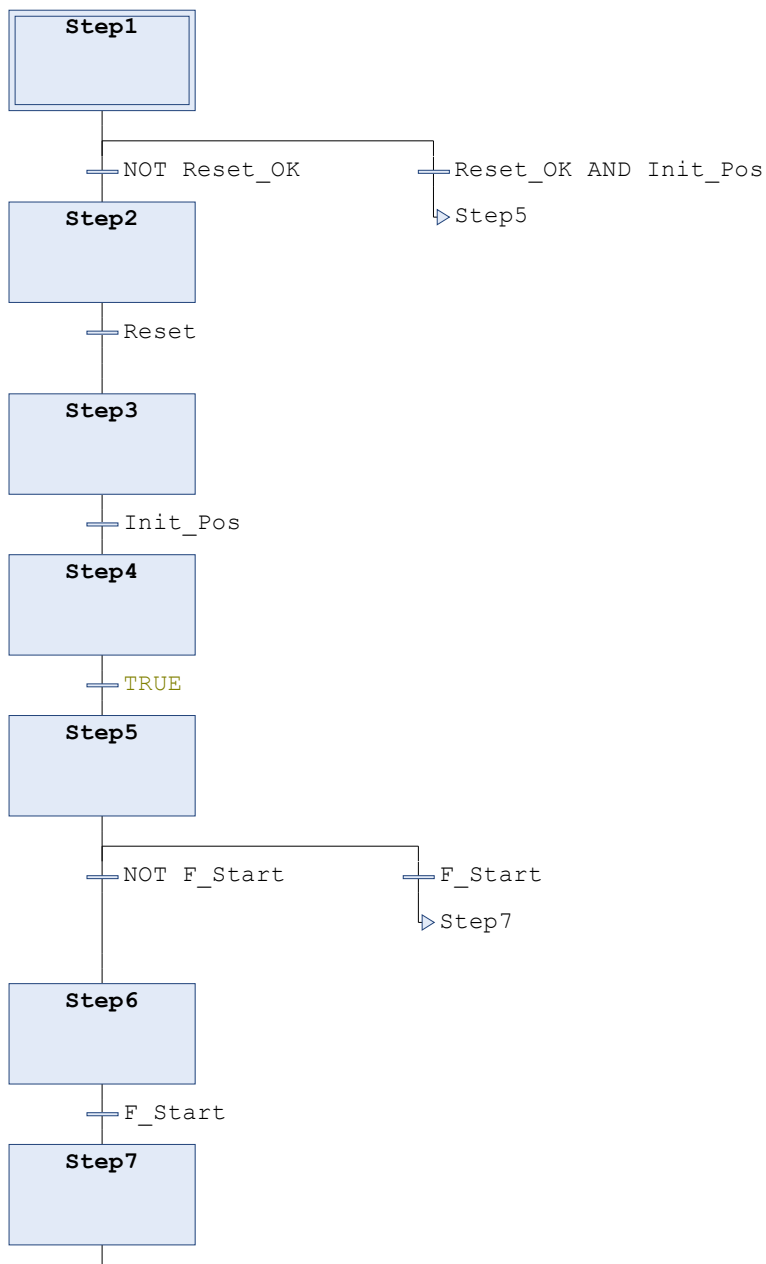 Step1
NOT Reset_OK
Reset_OK AND Init_Pos
Step2
Step5
Reset
Step3
Init_Pos
Step4
TRUE
Step5
NOT F_Start
F_Start
Step7
Step6
F_Start
Step7